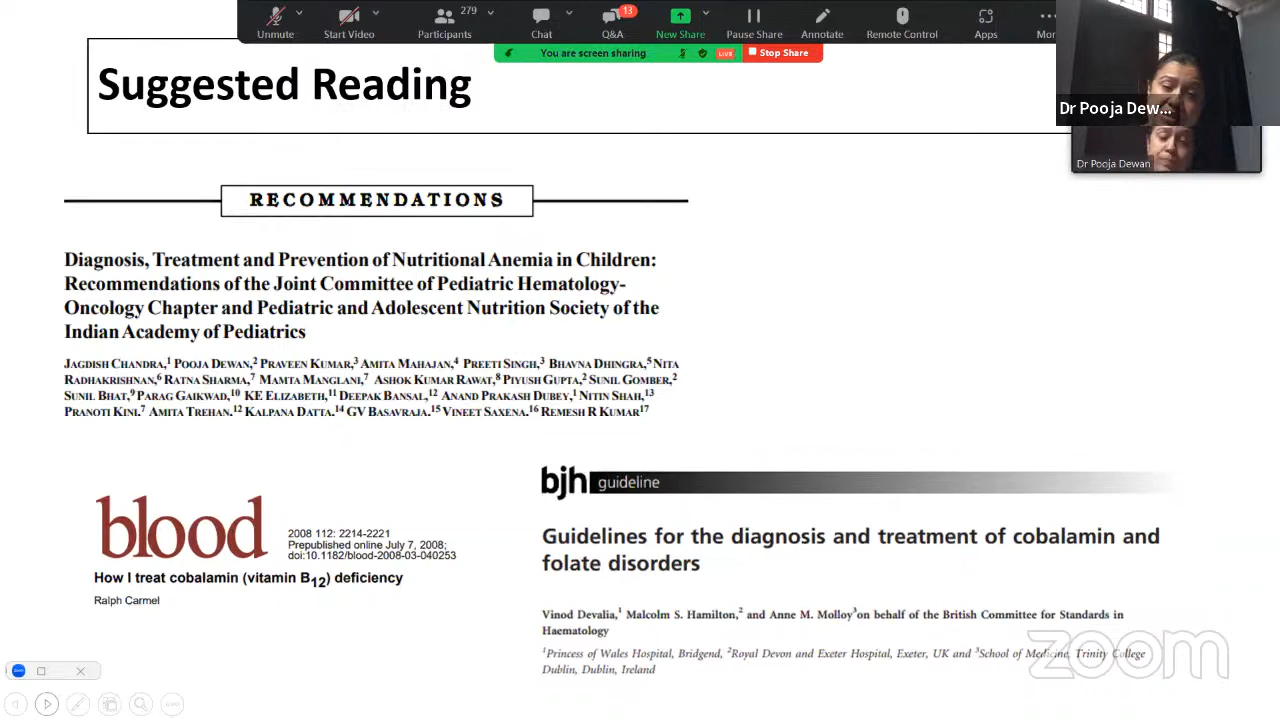 279
13
Unmute
Start Video
Participants
Chat
Q&A
New Share
Pause Share
Annotate
Remote Control
Apes
You are screen sharing
LIVE
Stop Share
Dr Pooja Dew...
Dr Pooja Dewan
Suggested Reading
RECOMMENDATIONS
Diagnosis, Treatment and Prevention of Nutritional Anemia in Children:
Recommendations of the Joint Committee of Pediatric Hematology-
Oncology Chapter and Pediatric and Adolescent Nutrition Society of the
Indian Academy of Pediatrics
JAGDISH CHANDRA,1 POOJA DEWAN,2 PRAVEEN KUMAR,3 AMITA MAHAJAN,4 PREETI SINGH,3 BHAVNA DHINGRA,5 NITA
RADHAKRISHNAN,6 RATNA SHARMA,7 MAMTA MANGLANI,7 ASHOK KUMAR RAWAT,8 PIYUSH GUPTA,2 SUNIL GOMBER,2
SUNIL BHAT,9 PARAG GAIKWAD,10 KE ELIZABETH,11 DEEPAK BANSAL,12 ANAND PRAKASH DUBEY,1 NITIN SHAH,13
PRANOTI KINI,7 AMITA TREHAN,12 KALPANA DATTA,14 GV BASAVRAJA,15 VINEET SAXENA,16 REMESH R KUMAR17
blood
2008 112: 2214-2221
Prepublished online July 7, 2008;
doi:10.1182/blood-2008-03-040253
How I treat cobalamin (vitamin B12) deficiency
Ralph Carmel
bjh guideline
Guidelines for the diagnosis and treatment of cobalamin and
folate disorders
Vinod Devalia,1 Malcolm S. Hamilton,2 and Anne M. Molloy3on behalf of the British Committee for Standards in
Haematology
1Princess of Wales Hospital, Bridgend, 2Royal Devon and Exeter Hospital, Exeter, UK and 3School of Medicine, Trinity College
Dublin, Dublin, Ireland
zoom